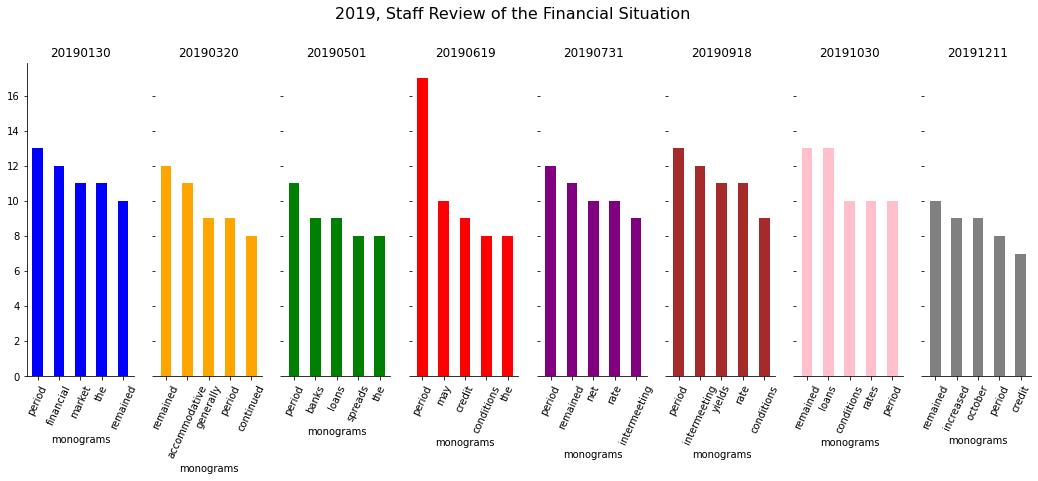 2019, Staff Review of the Financial Situation
20190130 20190320 20190501 20190619 20190731 20190918 20191030 20191211
16
14
12
10
8
6
4
2
0
period financial market the remained
monograms
remained accommodative generally period continued
monograms
period banks loans spreads the
monograms
period may credit conditions the
monograms
period remained net rate intermeeting
monograms
period intermeeting yields rate conditions
monograms
remained loans conditions rates period
monograms
remained increased october period credit
monograms